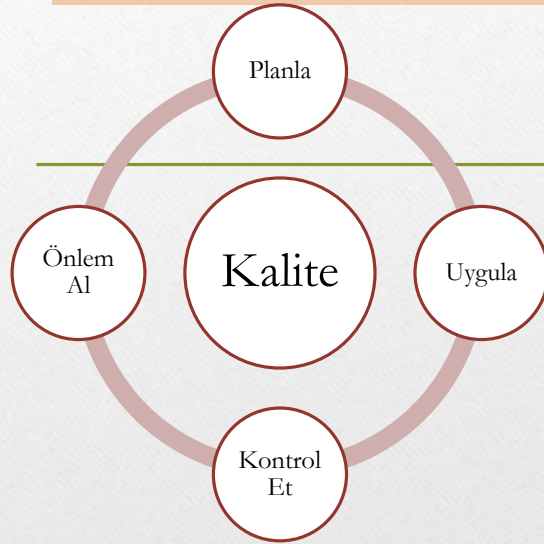 Planla
Önlem
Al
Kalite
Uygula
Kontrol
Et